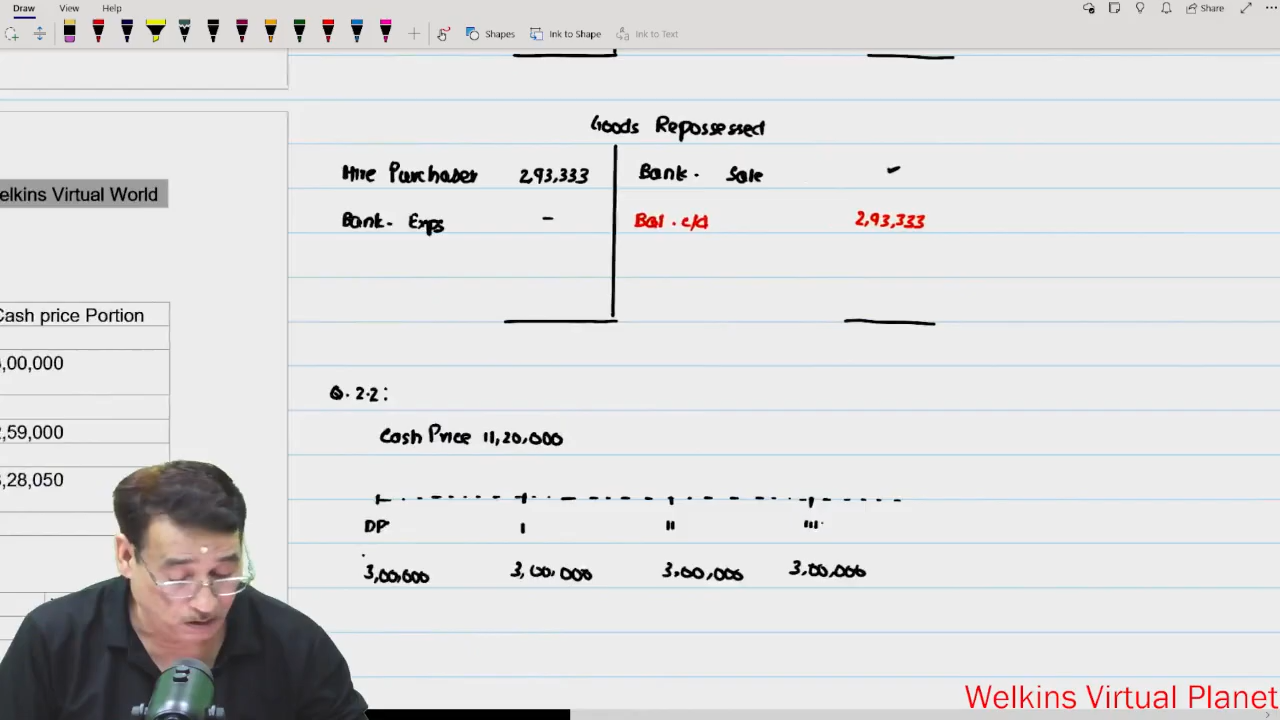 Draw View Help Share
Shapes Ink to Shape Ink to Text
Goods Repossessed
Hire Purchaser 2,93,333 Bank. Sale -
elkins Virtual World
Bank. Exps - Bal. c/d 2,93,333
Cash price Portion
,00,000
Q. 2.2:
2,59,000
Cash Price 11,20,000
,28,050
DP I II III
3,00,000 3,00,000 3,00,000 3,00,000
Welkins Virtual Planet